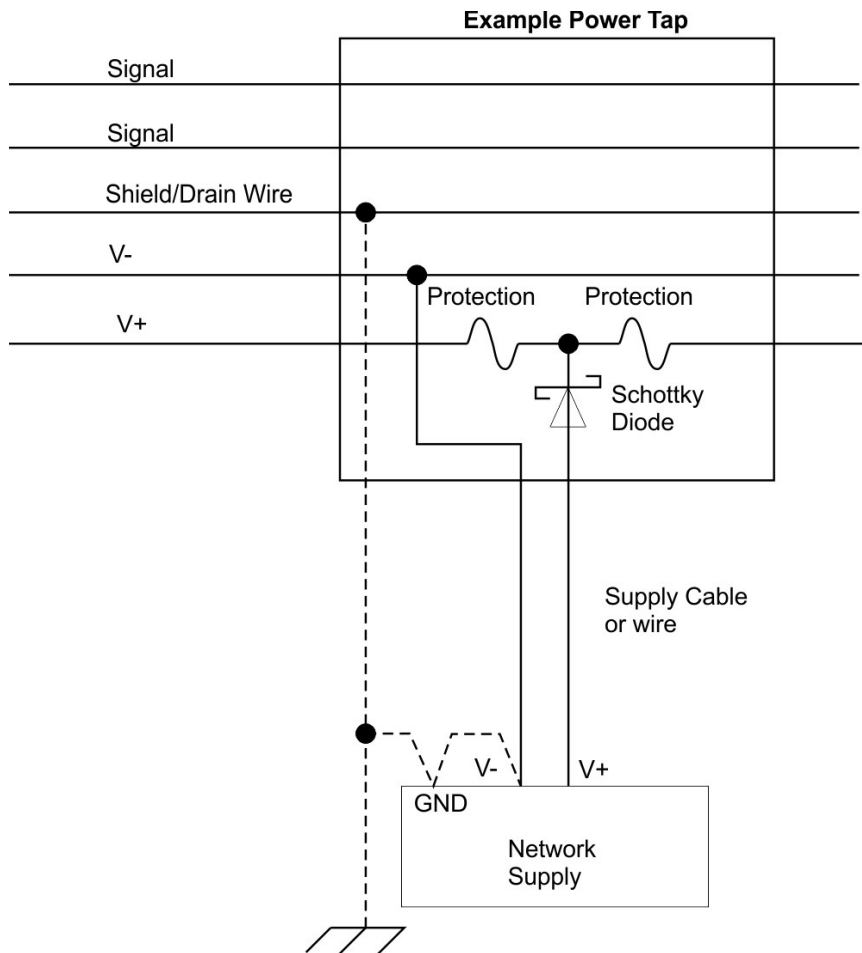 Example Power Tap
Signal
Signal
Shield/Drain Wire
V-
Protection
Protection
V+
Schottky
Diode
Supply Cable
or wire
V-
V+
GND
Network
Supply